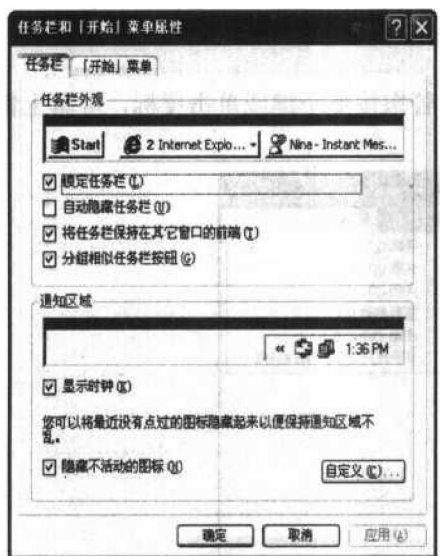 任务栏和「开始」菜单属性
任务栏 「开始」菜单
任务栏外观
Start 2 Internet Explo... Nina - Instant Mes...
锁定任务栏(L)
自动隐藏任务栏(U)
将任务栏保持在其它窗口的前端(T)
分组相似任务栏按钮(G)
通知区域
« 1:36 PM
显示时钟(K)
您可以将最近没有点过的图标隐藏起来以便保持通知区域不
乱。
隐藏不活动的图标(H) 自定义(C)...
确定 取消 应用(A)